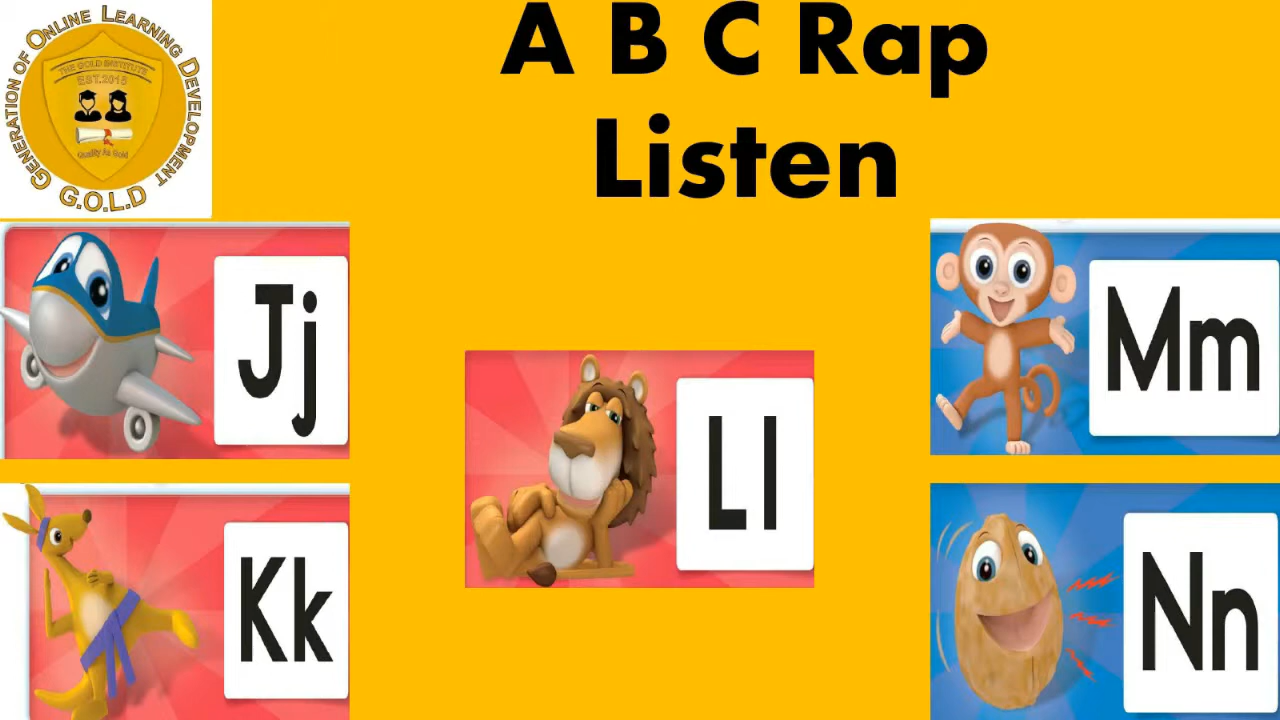 GENERATION OF ONLINE LEARNING DEVELOPMENT
THE GOLD INSTITUTE
EST.2015
Quality As Gold
G.O.L.D
A B C Rap
Listen
Jj
Kk
Ll
Mm
Nn